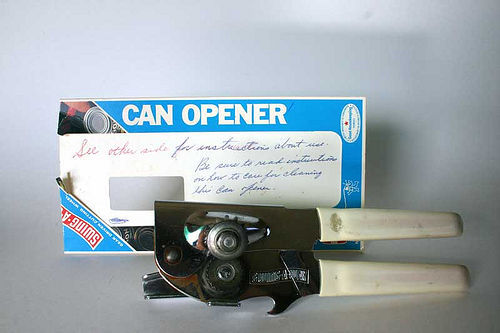 CAN OPENER
See other side for instructions about use.
Be sure to read instructions
on how to care for cleaning
this Can opener.
SWING-A-